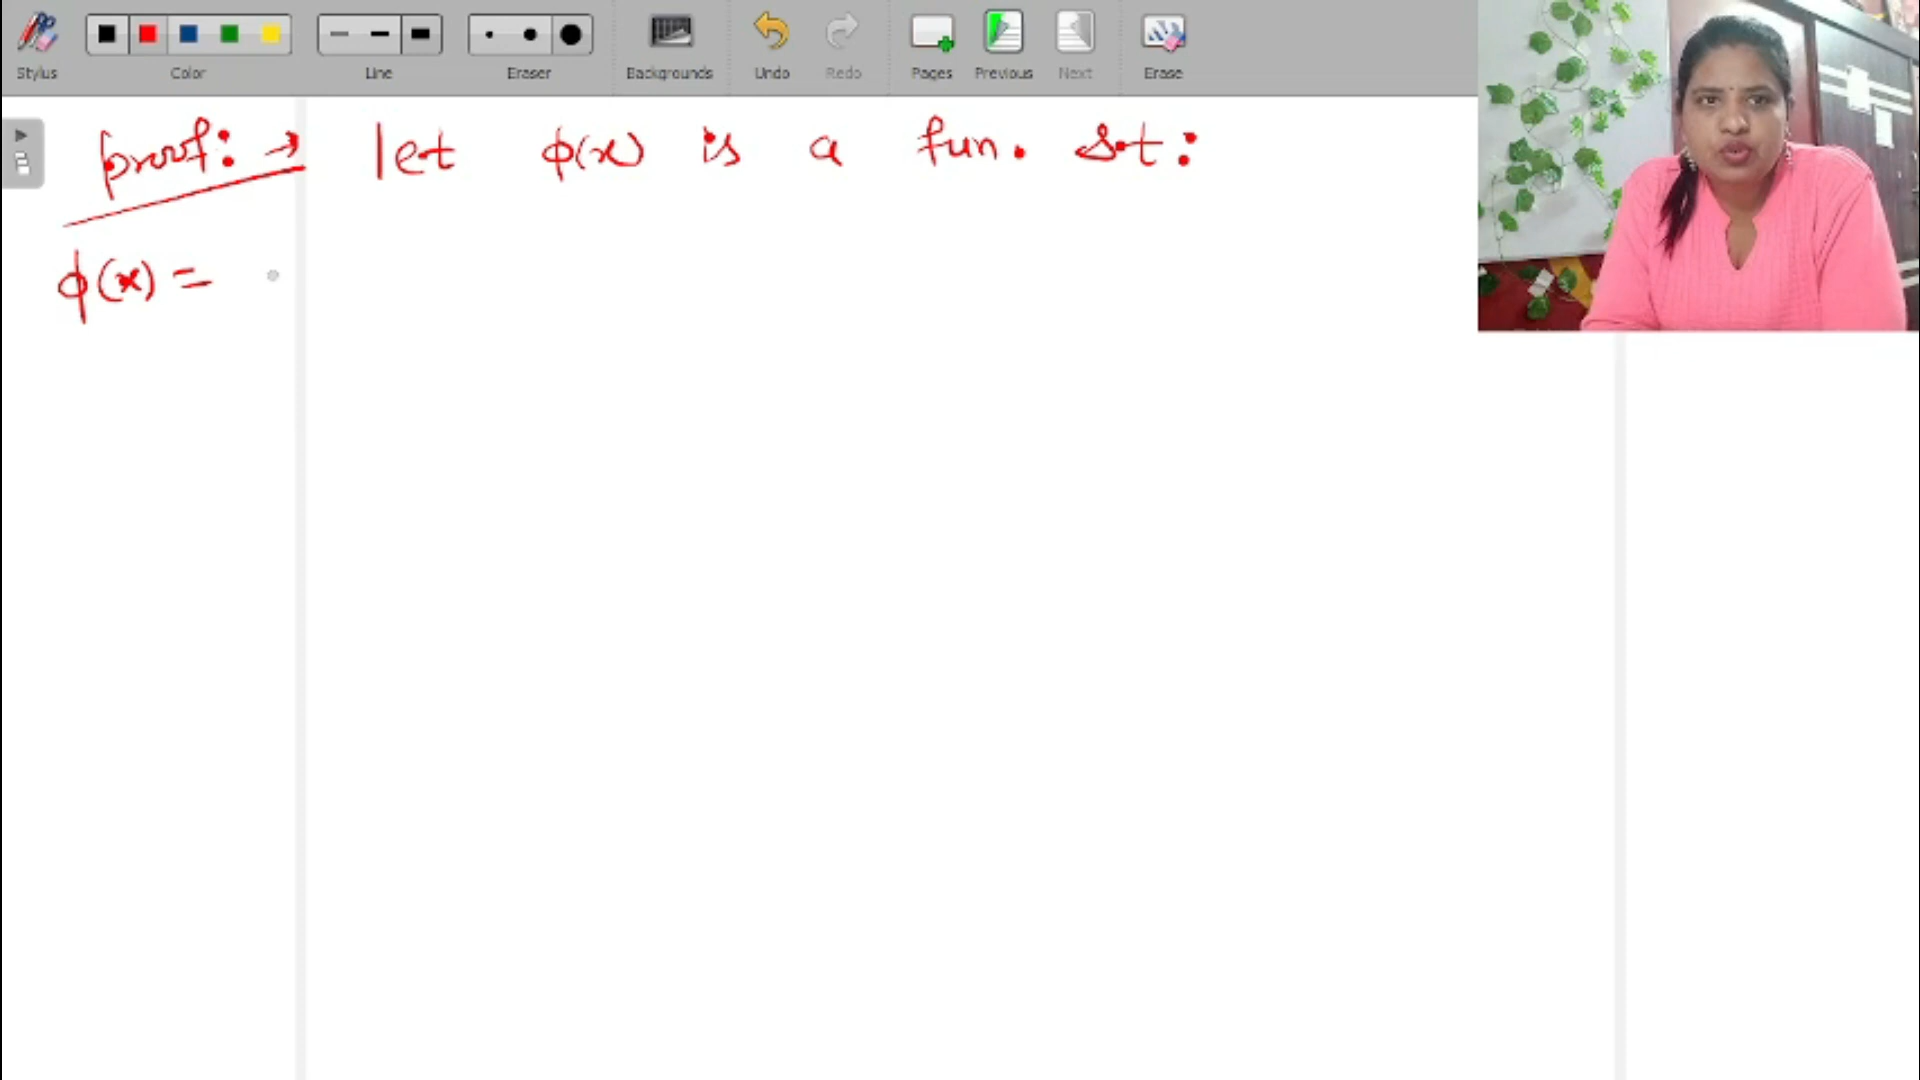 Stylus Color Line Eraser Backgrounds Undo Redo Pages Previous Next Erase
proof: → let φ(x) is a fun. s.t:
φ(x) =